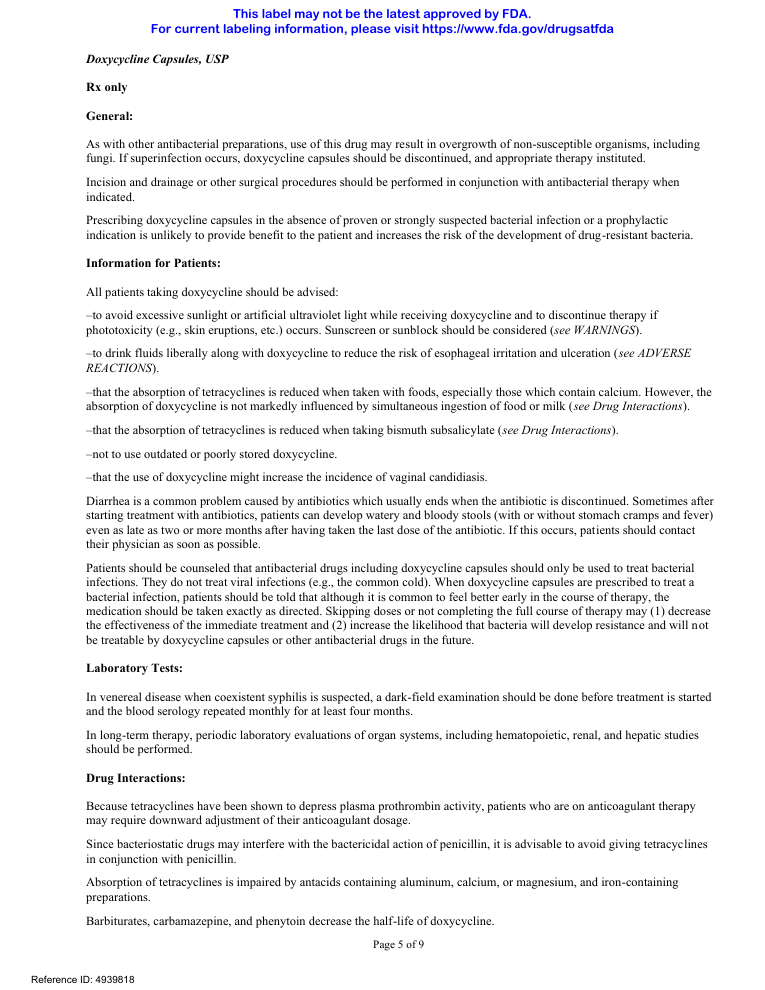 This label may not be the latest approved by FDA.
For current labeling information, please visit https://www.fda.gov/drugsatfda
Doxycycline Capsules, USP
Rx only
General:
As with other antibacterial preparations, use of this drug may result in overgrowth of non-susceptible organisms, including
fungi. If superinfection occurs, doxycycline capsules should be discontinued, and appropriate therapy instituted.
Incision and drainage or other surgical procedures should be performed in conjunction with antibacterial therapy when
indicated.
Prescribing doxycycline capsules in the absence of proven or strongly suspected bacterial infection or a prophylactic
indication is unlikely to provide benefit to the patient and increases the risk of the development of drug-resistant bacteria.
Information for Patients:
All patients taking doxycycline should be advised:
–to avoid excessive sunlight or artificial ultraviolet light while receiving doxycycline and to discontinue therapy if
phototoxicity (e.g., skin eruptions, etc.) occurs. Sunscreen or sunblock should be considered (see WARNINGS).
–to drink fluids liberally along with doxycycline to reduce the risk of esophageal irritation and ulceration (see ADVERSE
REACTIONS).
–that the absorption of tetracyclines is reduced when taken with foods, especially those which contain calcium. However, the
absorption of doxycycline is not markedly influenced by simultaneous ingestion of food or milk (see Drug Interactions).
–that the absorption of tetracyclines is reduced when taking bismuth subsalicylate (see Drug Interactions).
–not to use outdated or poorly stored doxycycline.
–that the use of doxycycline might increase the incidence of vaginal candidiasis.
Diarrhea is a common problem caused by antibiotics which usually ends when the antibiotic is discontinued. Sometimes after
starting treatment with antibiotics, patients can develop watery and bloody stools (with or without stomach cramps and fever)
even as late as two or more months after having taken the last dose of the antibiotic. If this occurs, patients should contact
their physician as soon as possible.
Patients should be counseled that antibacterial drugs including doxycycline capsules should only be used to treat bacterial
infections. They do not treat viral infections (e.g., the common cold). When doxycycline capsules are prescribed to treat a
bacterial infection, patients should be told that although it is common to feel better early in the course of therapy, the
medication should be taken exactly as directed. Skipping doses or not completing the full course of therapy may (1) decrease
the effectiveness of the immediate treatment and (2) increase the likelihood that bacteria will develop resistance and will not
be treatable by doxycycline capsules or other antibacterial drugs in the future.
Laboratory Tests:
In venereal disease when coexistent syphilis is suspected, a dark-field examination should be done before treatment is started
and the blood serology repeated monthly for at least four months.
In long-term therapy, periodic laboratory evaluations of organ systems, including hematopoietic, renal, and hepatic studies
should be performed.
Drug Interactions:
Because tetracyclines have been shown to depress plasma prothrombin activity, patients who are on anticoagulant therapy
may require downward adjustment of their anticoagulant dosage.
Since bacteriostatic drugs may interfere with the bactericidal action of penicillin, it is advisable to avoid giving tetracyclines
in conjunction with penicillin.
Absorption of tetracyclines is impaired by antacids containing aluminum, calcium, or magnesium, and iron-containing
preparations.
Barbiturates, carbamazepine, and phenytoin decrease the half-life of doxycycline.
Page 5 of 9
Reference ID: 4939818